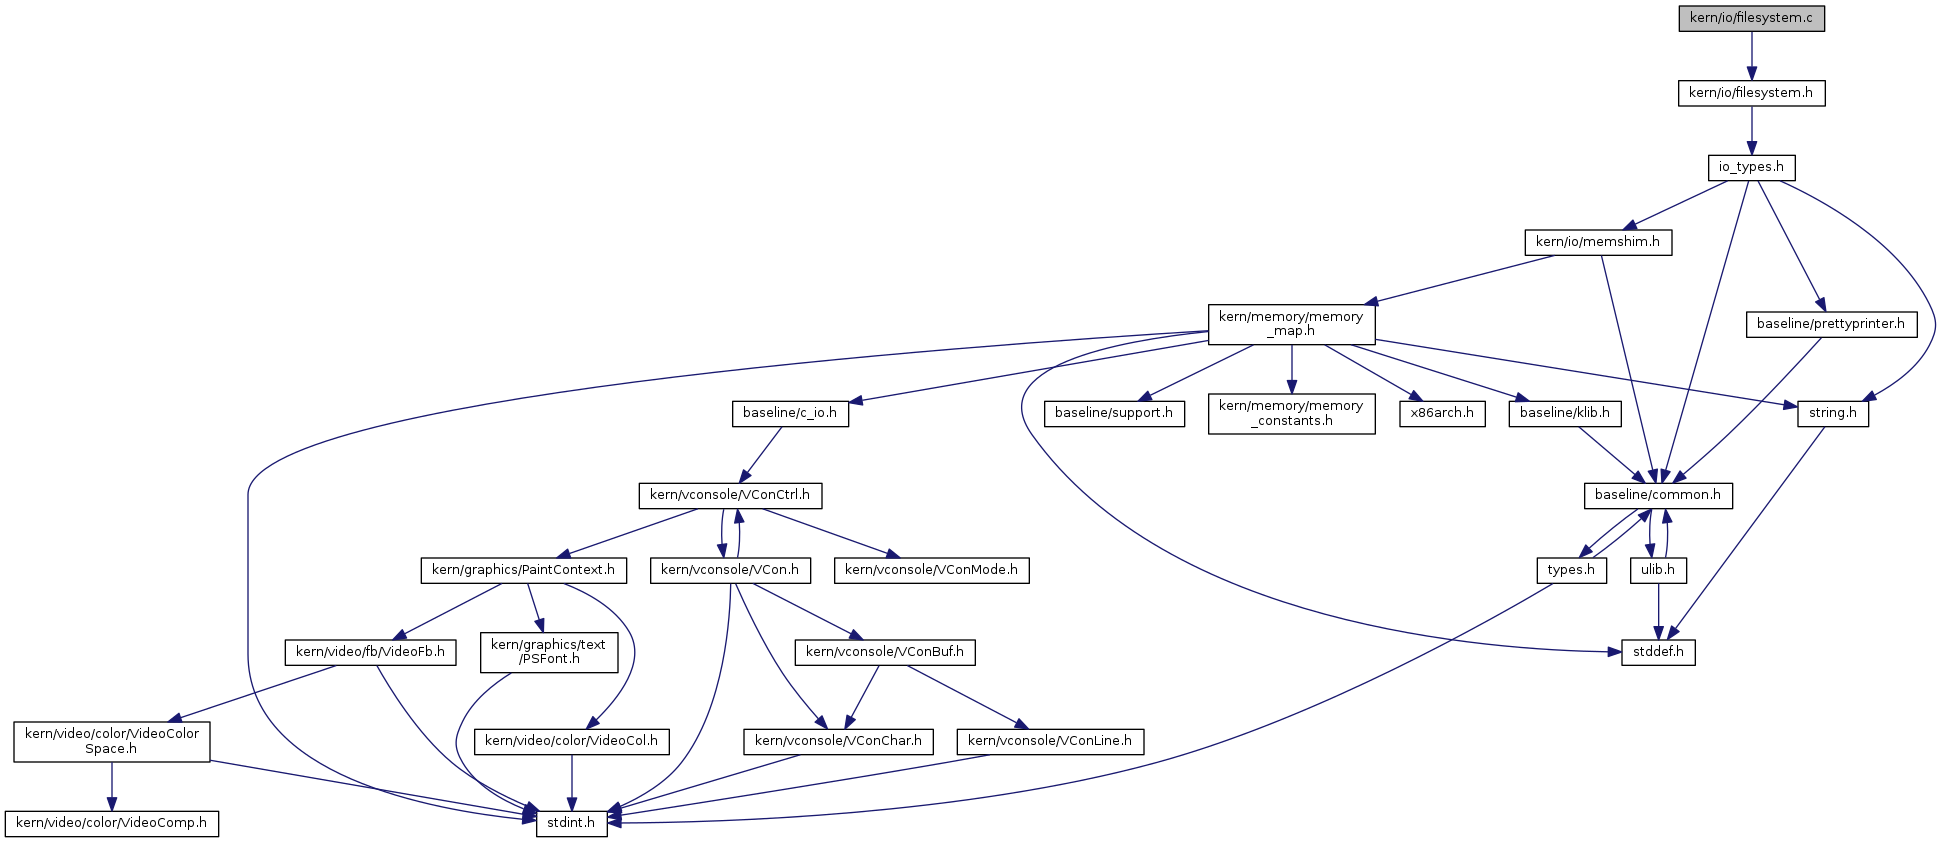 kern/io/filesystem.c
kern/io/filesystem.h
io_types.h
kern/io/memshim.h
kern/memory/memory
_map.h
baseline/prettyprinter.h
baseline/c_io.h
baseline/support.h
kern/memory/memory
_constants.h
x86arch.h
baseline/klib.h
string.h
kern/vconsole/VConCtrl.h
baseline/common.h
kern/graphics/PaintContext.h
kern/vconsole/VCon.h
kern/vconsole/VConMode.h
types.h
ulib.h
kern/video/fb/VideoFb.h
kern/graphics/text
/PSFont.h
kern/vconsole/VConBuf.h
stddef.h
kern/video/color/VideoColor
Space.h
kern/video/color/VideoCol.h
kern/vconsole/VConChar.h
kern/vconsole/VConLine.h
kern/video/color/VideoComp.h
stdint.h